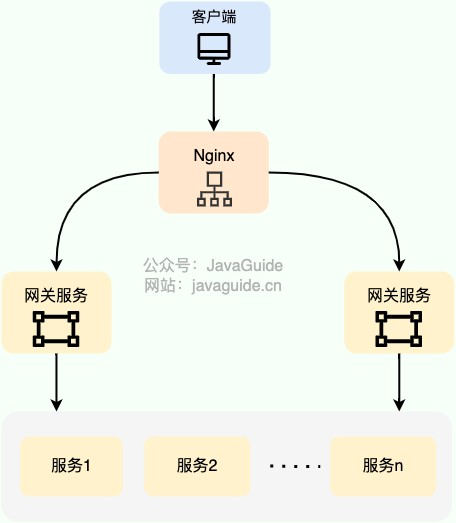 客户端
Nginx
公众号：JavaGuide
网站：javaguide.cn
网关服务
网关服务
服务1
服务2
·····
服务n